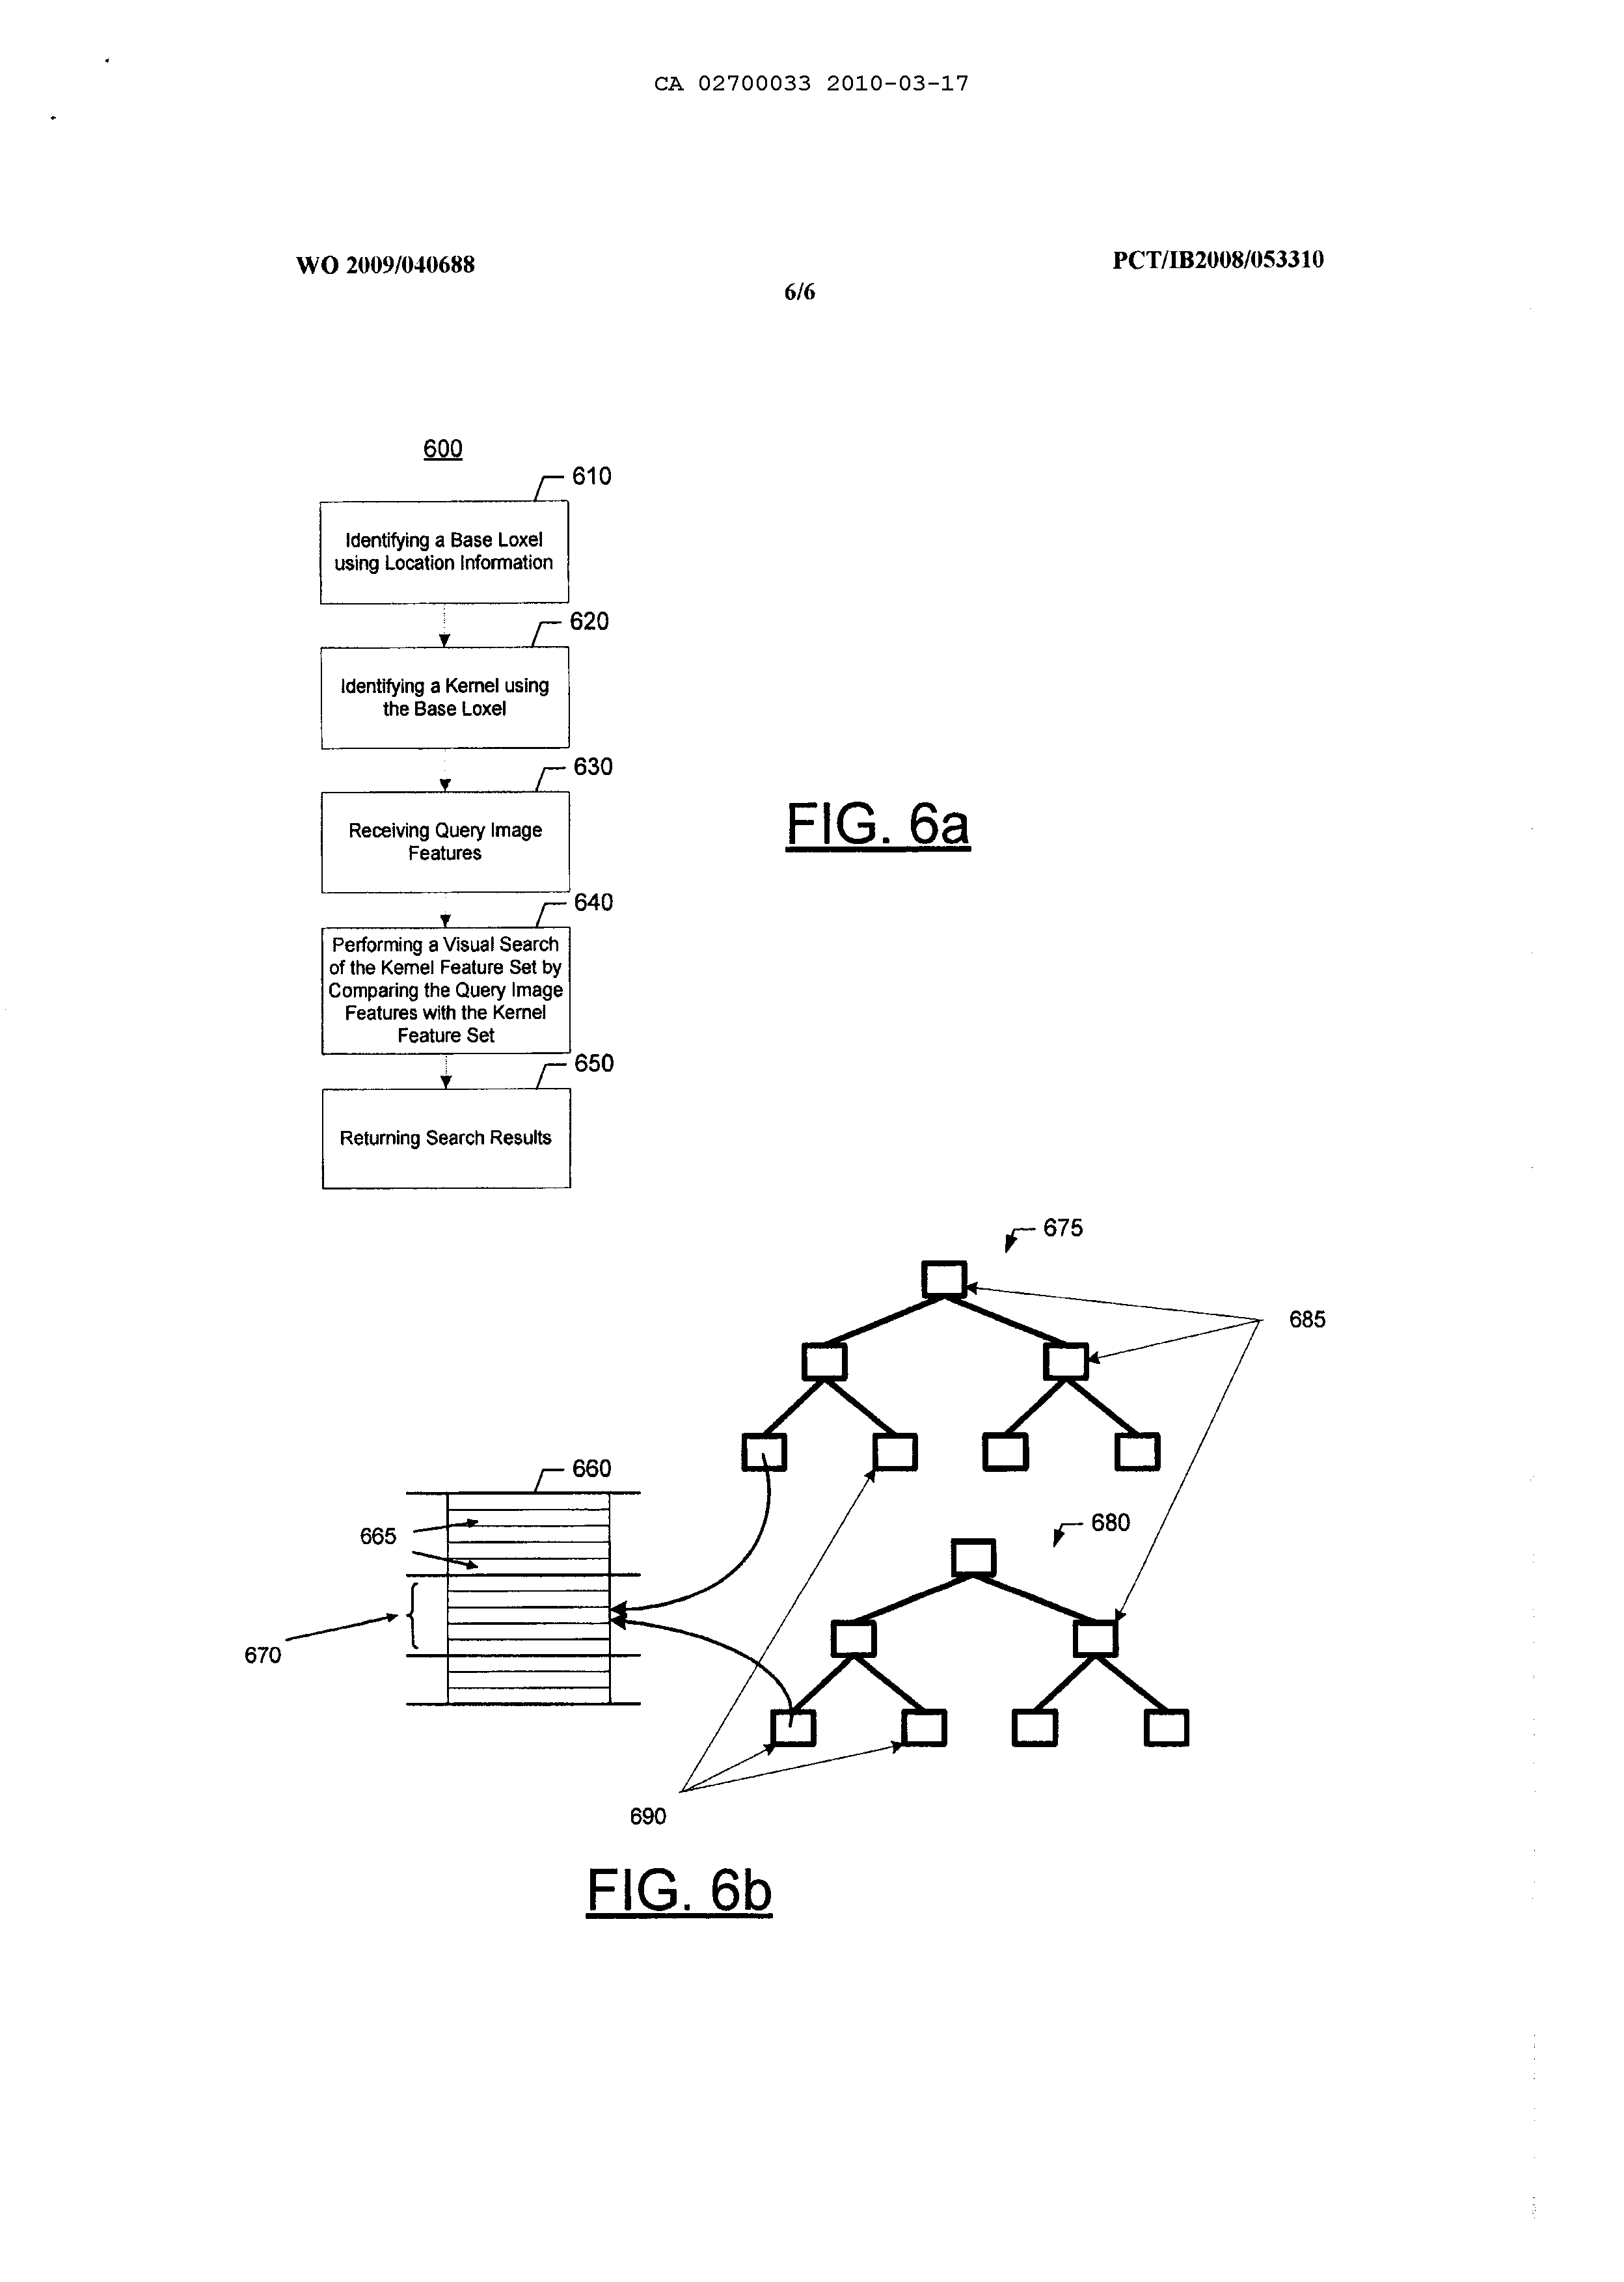 CA 02700033 2010-03-17
WO 2009/040688
PCT/IB2008/053310
6/6
600
610
Identifying a Base Loxel
using Location Information
620
Identifying a Kernel using
the Base Loxel
630
Receiving Query Image
Features
640
Performing a Visual Search
of the Kernel Feature Set by
Comparing the Query Image
Features with the Kernel
Feature Set
650
Returning Search Results
FIG. 6a
675
685
660
665
680
670
690
FIG. 6b